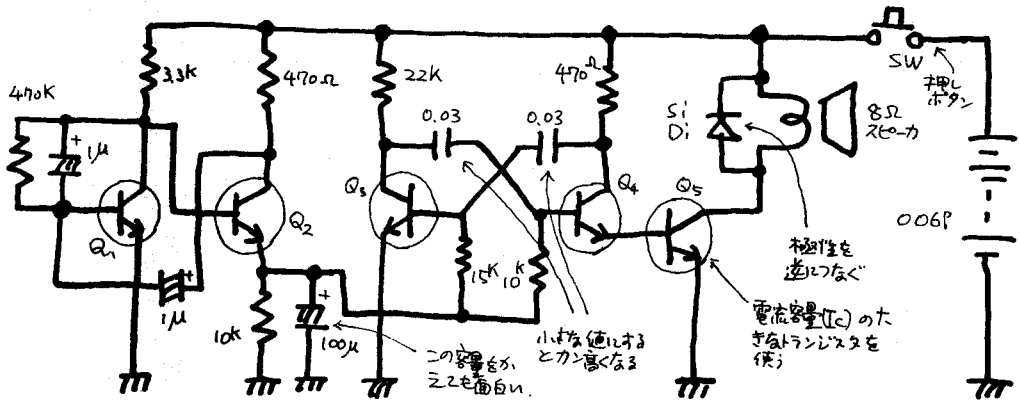 470K
3.3K
470Ω
22K
470Ω
0.03
0.03
SW
押し
ボタン
Si
Di
8Ω
スピーカ
+
1μ
Q1
Q2
Q3
Q4
Q5
006P
+
1μ
15K
10K
10K
+
100μ
この容量をか
えても面白い.
小さな値にする
とカン高くなる
極性を
逆につなぐ
電流容量(Ic)の大
きなトランジスタを
使う